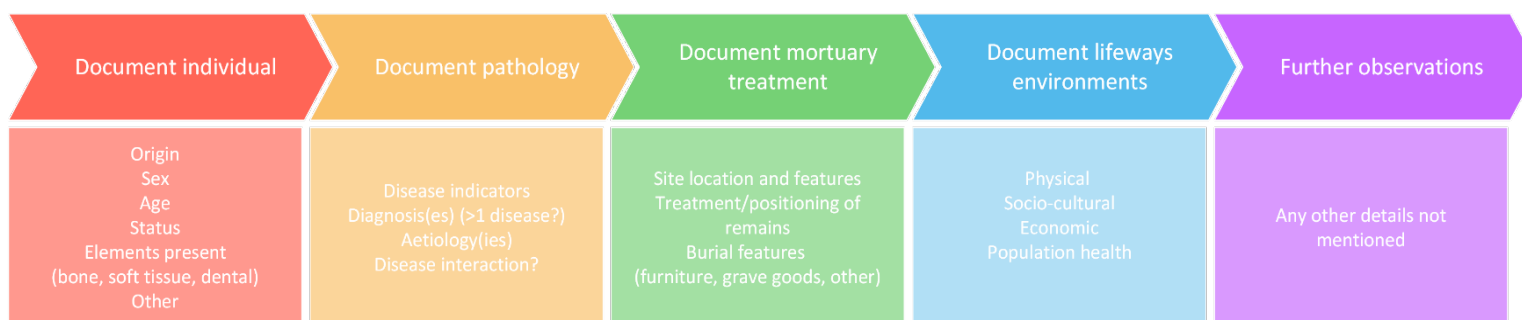 Document individual
Document pathology
Document mortuary
treatment
Document lifeways
environments
Further observations
Origin
Sex
Age
Status
Elements present
(bone, soft tissue, dental)
Other
Disease indicators
Diagnosis(es) (>1 disease?)
Aetiology(ies)
Disease interaction?
Site location and features
Treatment/positioning of
remains
Burial features
(furniture, grave goods, other)
Physical
Socio-cultural
Economic
Population health
Any other details not
mentioned